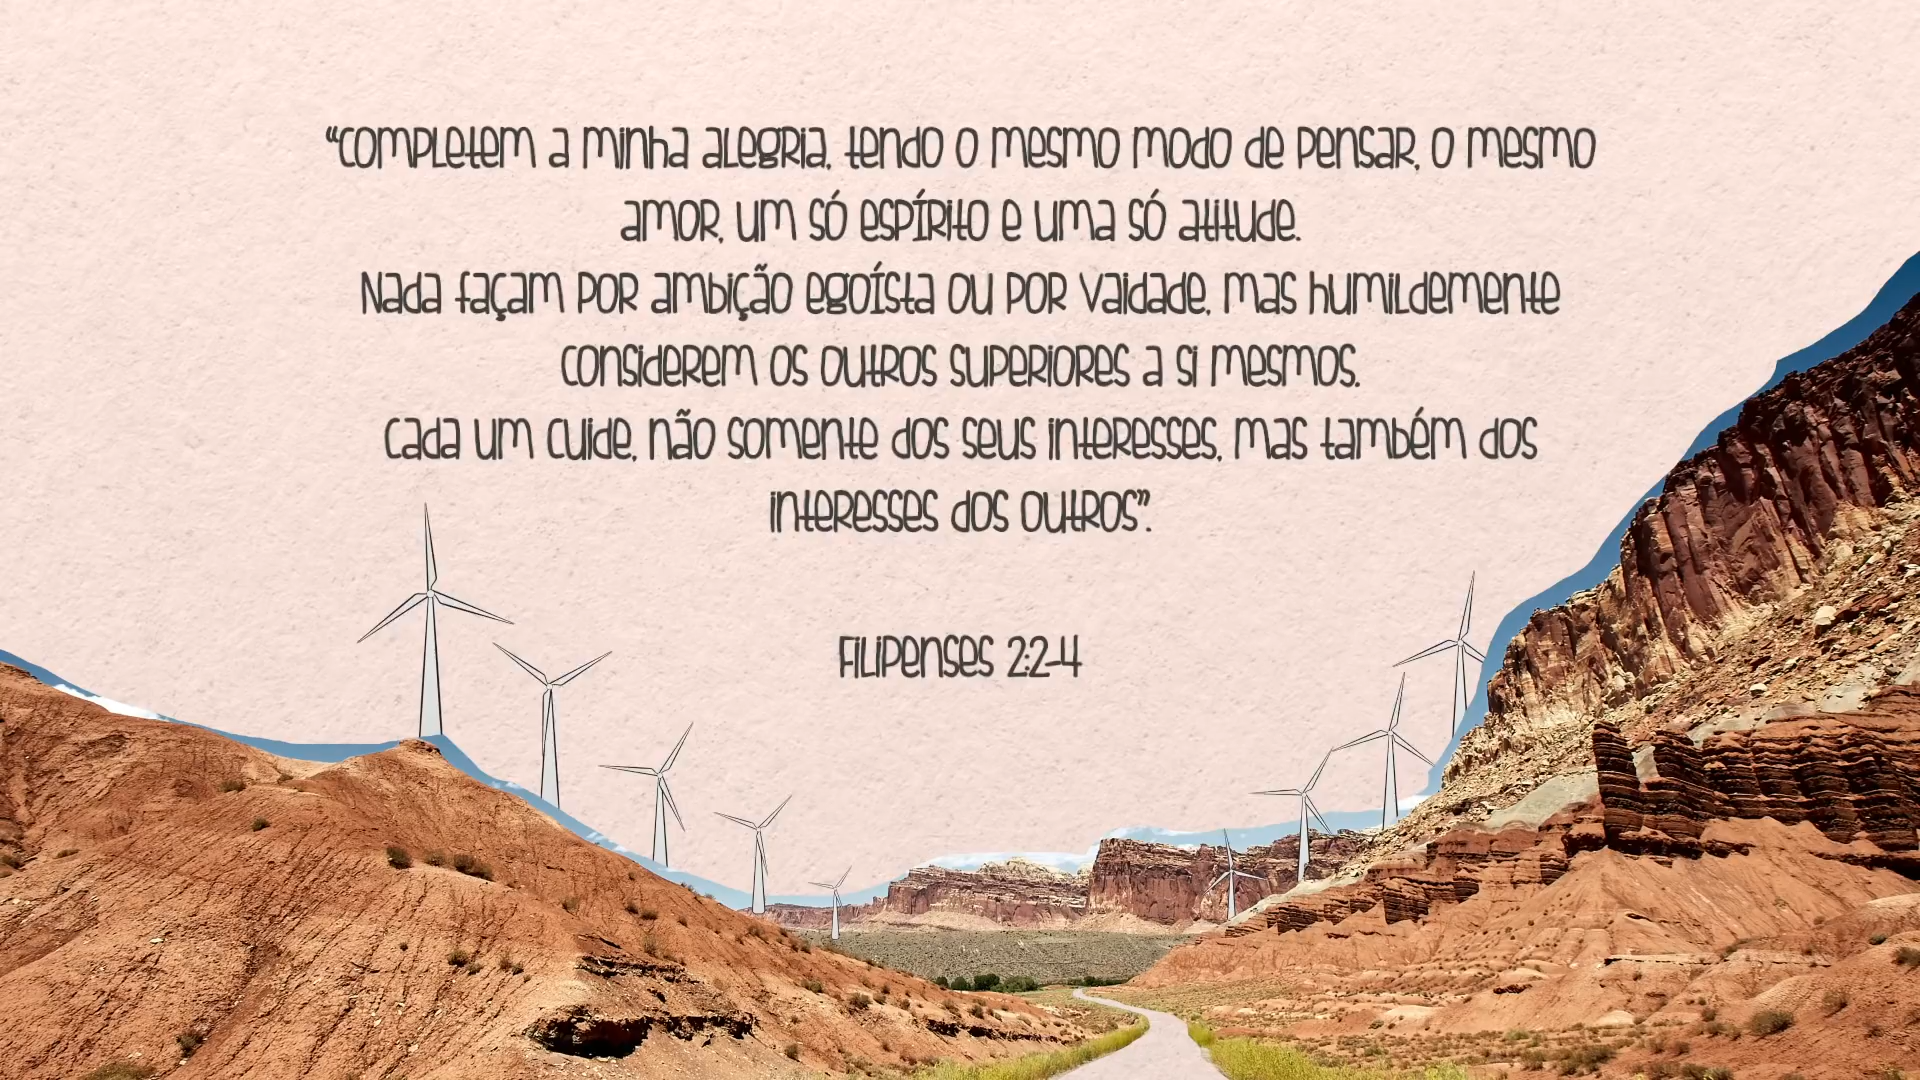 “Completem a minha alegria, tendo o mesmo modo de pensar, o mesmo
amor, um só espírito e uma só atitude.
Nada façam por ambição egoísta ou por vaidade, mas humildemente
considerem os outros superiores a si mesmos.
Cada um cuide, não somente dos seus interesses, mas também dos
interesses dos outros”.
Filipenses 2:2-4